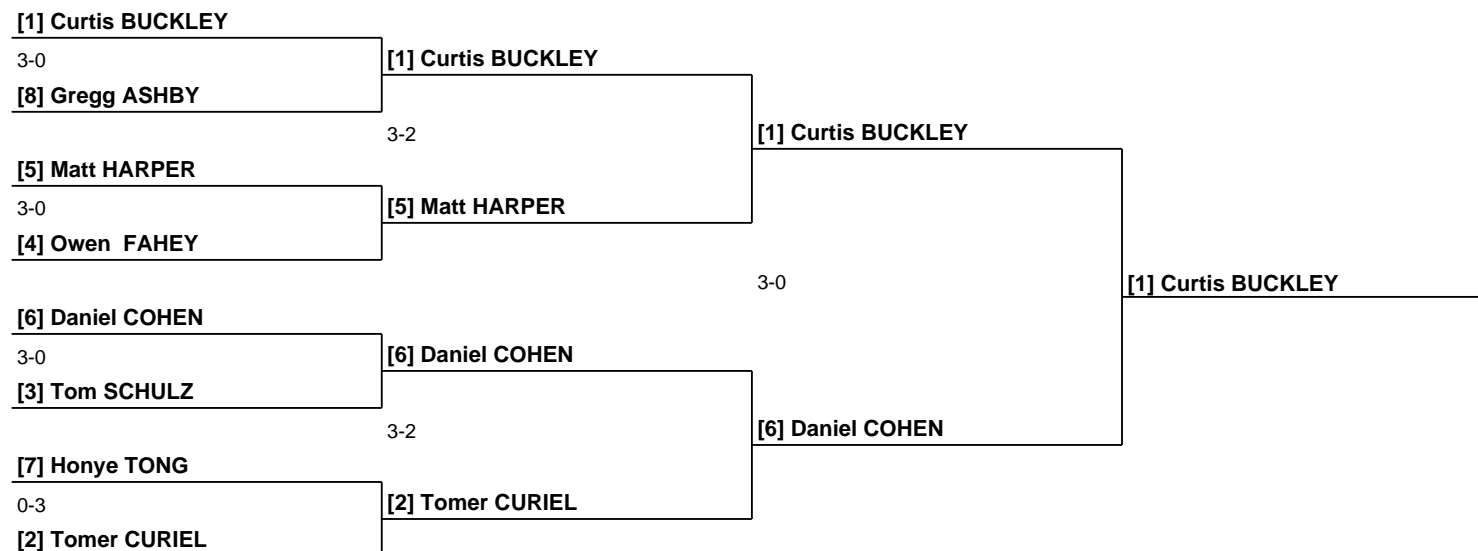 [1] Curtis BUCKLEY
3-0
[8] Gregg ASHBY
[5] Matt HARPER
3-0
[4] Owen  FAHEY
[6] Daniel COHEN
3-0
[3] Tom SCHULZ
[7] Honye TONG
0-3
[2] Tomer CURIEL
[1] Curtis BUCKLEY
3-2
[5] Matt HARPER
[6] Daniel COHEN
3-2
[2] Tomer CURIEL
[1] Curtis BUCKLEY
3-0
[6] Daniel COHEN
[1] Curtis BUCKLEY